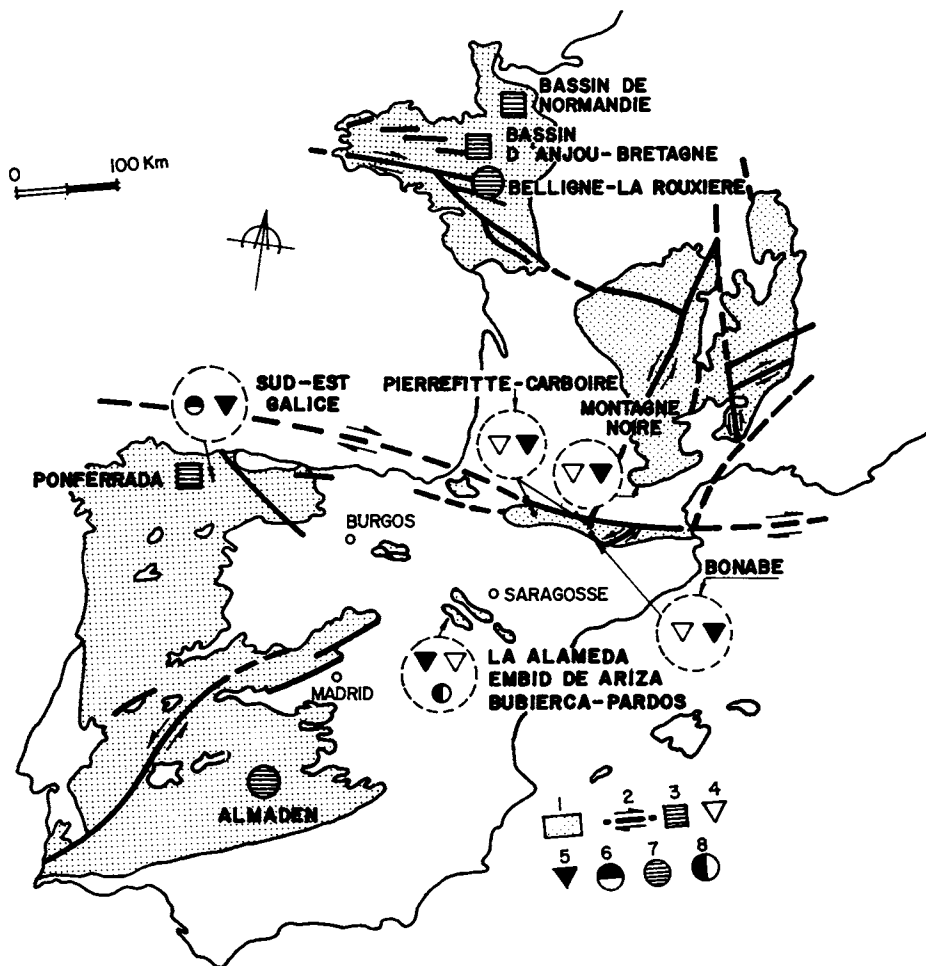 BASSIN DE
NORMANDIE
BASSIN
D'ANJOU-BRETAGNE
0 100 Km
BELLIGNE-LA ROUXIERE
SUD-EST
GALICE
PIERREFITTE-CARBOIRE
MONTAGNE
NOIRE
PONFERRADA
BURGOS
BONABE
SARAGOSSE
LA ALAMEDA
EMBID DE ARIZA
BUBIERCA-PARDOS
MADRID
ALMADEN
1 2 3 4
5 6 7 8